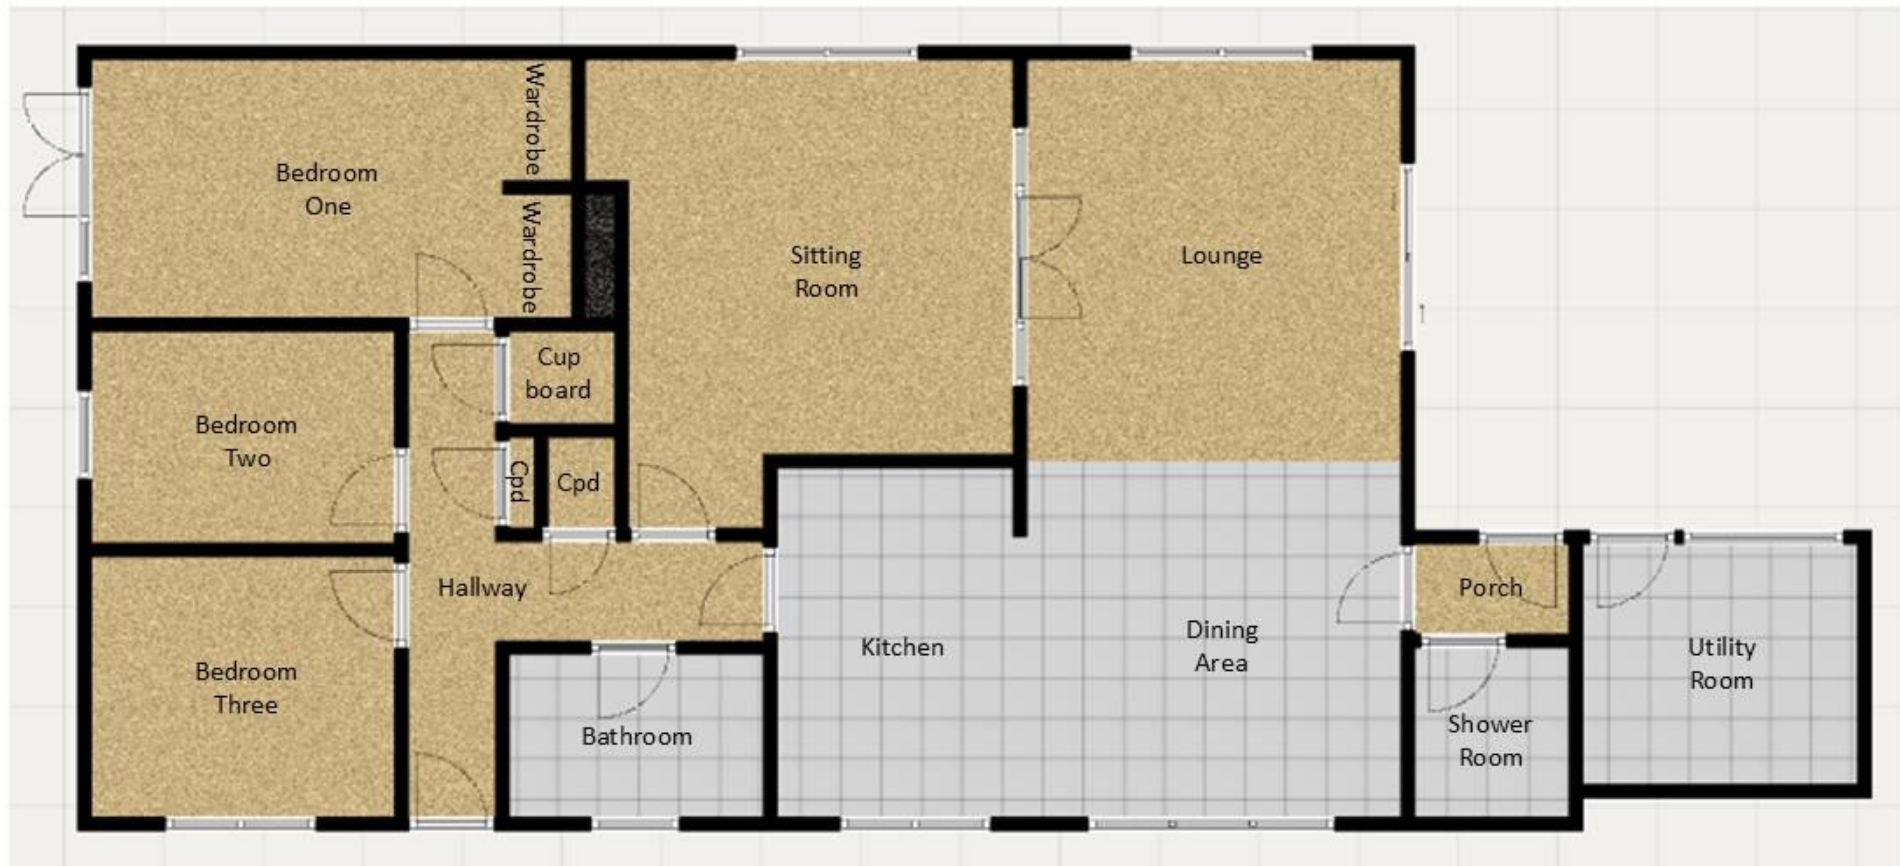 Wardrobe
Bedroom
One
Wardrobe
Sitting
Room
Lounge
Cup
board
Bedroom
Two
Cpd
Cpd
Hallway
Porch
Kitchen
Dining
Area
Utility
Room
Bedroom
Three
Bathroom
Shower
Room